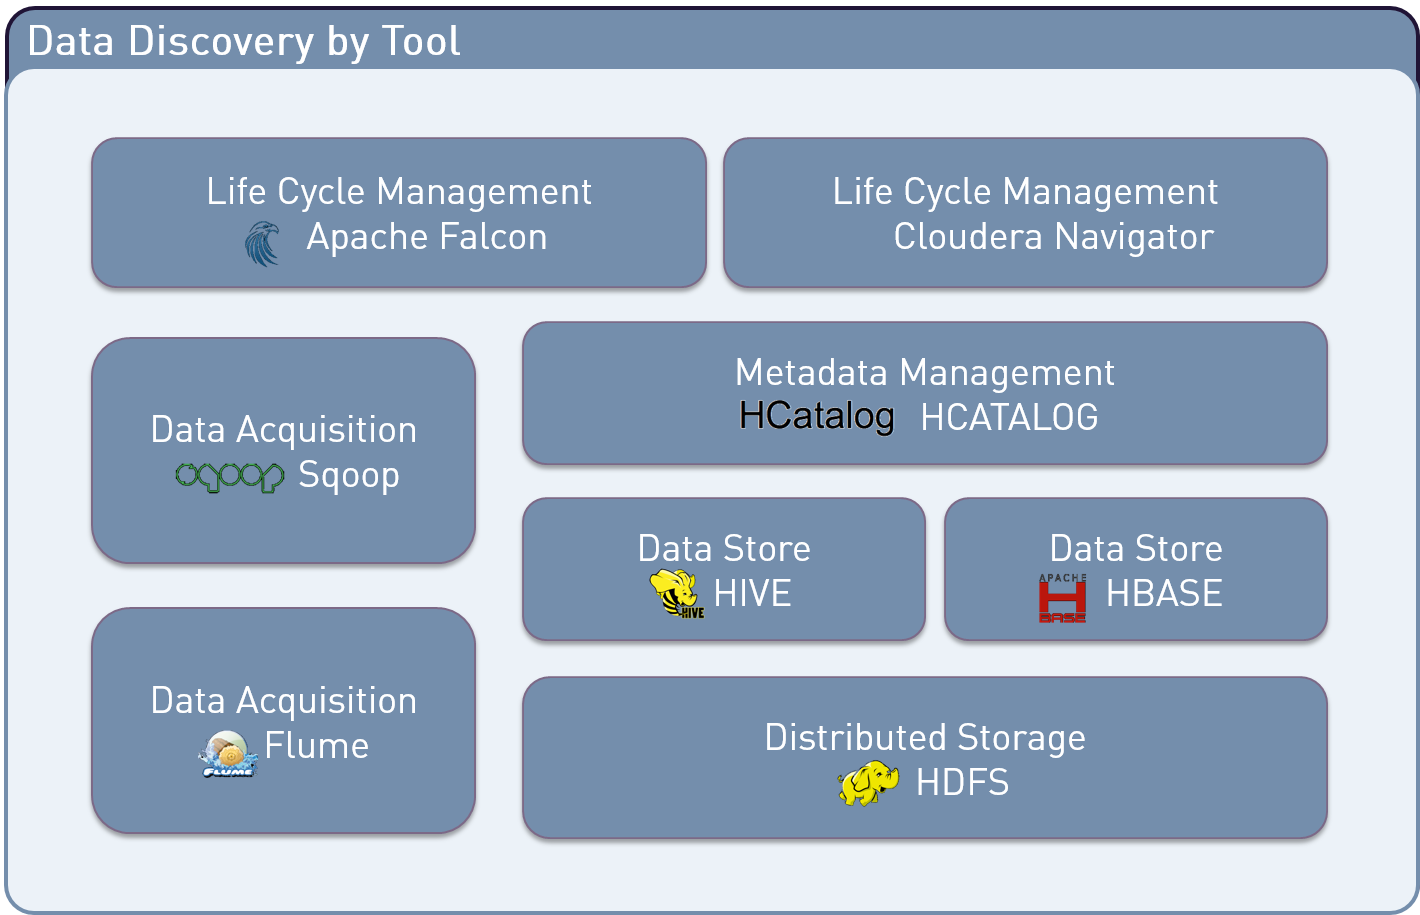 Data Discovery by Tool
Life Cycle Management
Apache Falcon
Life Cycle Management
Cloudera Navigator
Data Acquisition
sqoop Sqoop
Metadata Management
HCatalog HCATALOG
Data Store
HIVE HIVE
Data Store
APACHE
H BASE HBASE
Data Acquisition
FLUME Flume
Distributed Storage
HDFS